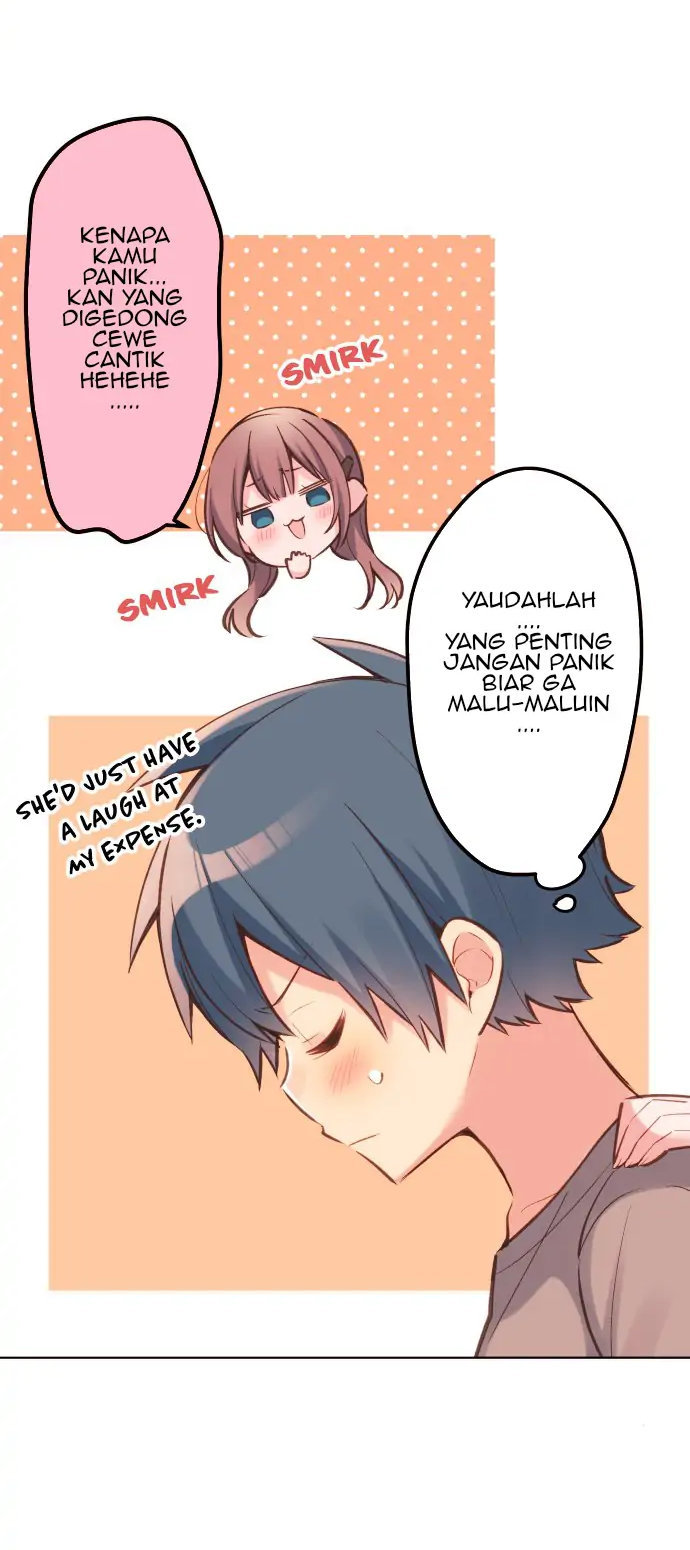 KENAPA
KAMU
PANIK...
KAN YANG
DIGEDONG
CEWE
CANTIK
HEHEHE
.....
SMIRK
SMIRK
YAUDAHLAH
....
YANG PENTING
JANGAN PANIK
BIAR GA
MALU-MALUIN
....
SHE'D JUST HAVE
A LAUGH AT
MY EXPENSE.